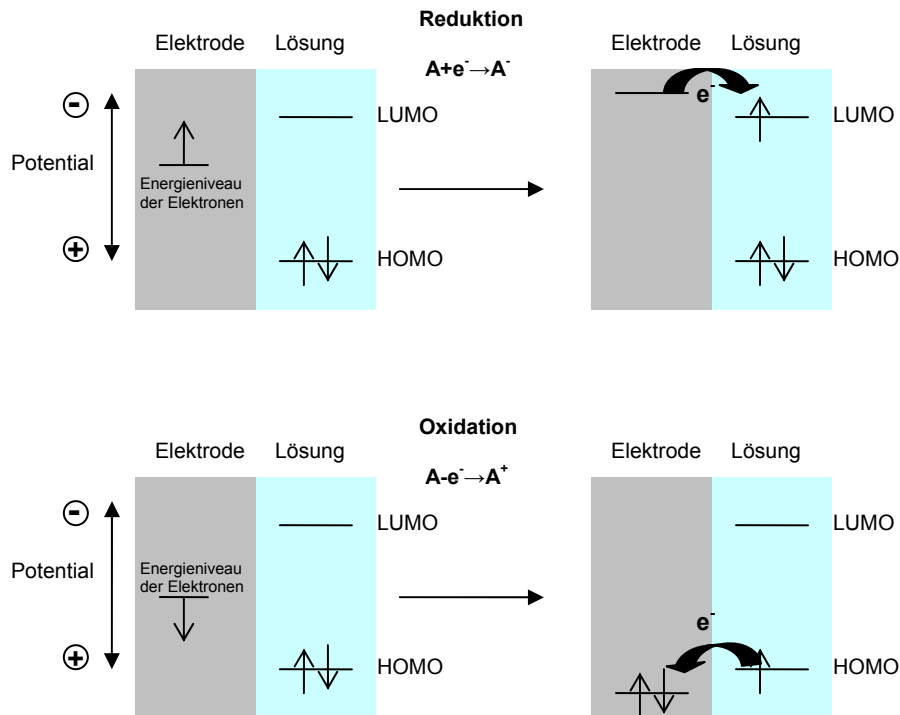 Reduktion
Elektrode Lösung Elektrode Lösung
A+e⁻→A⁻
⊖ LUMO e⁻ LUMO
Potential
Energieniveau
der Elektronen
⊕ HOMO HOMO
Oxidation
Elektrode Lösung Elektrode Lösung
A-e⁻→A⁺
⊖ LUMO LUMO
Potential
Energieniveau
der Elektronen
e⁻
⊕ HOMO HOMO